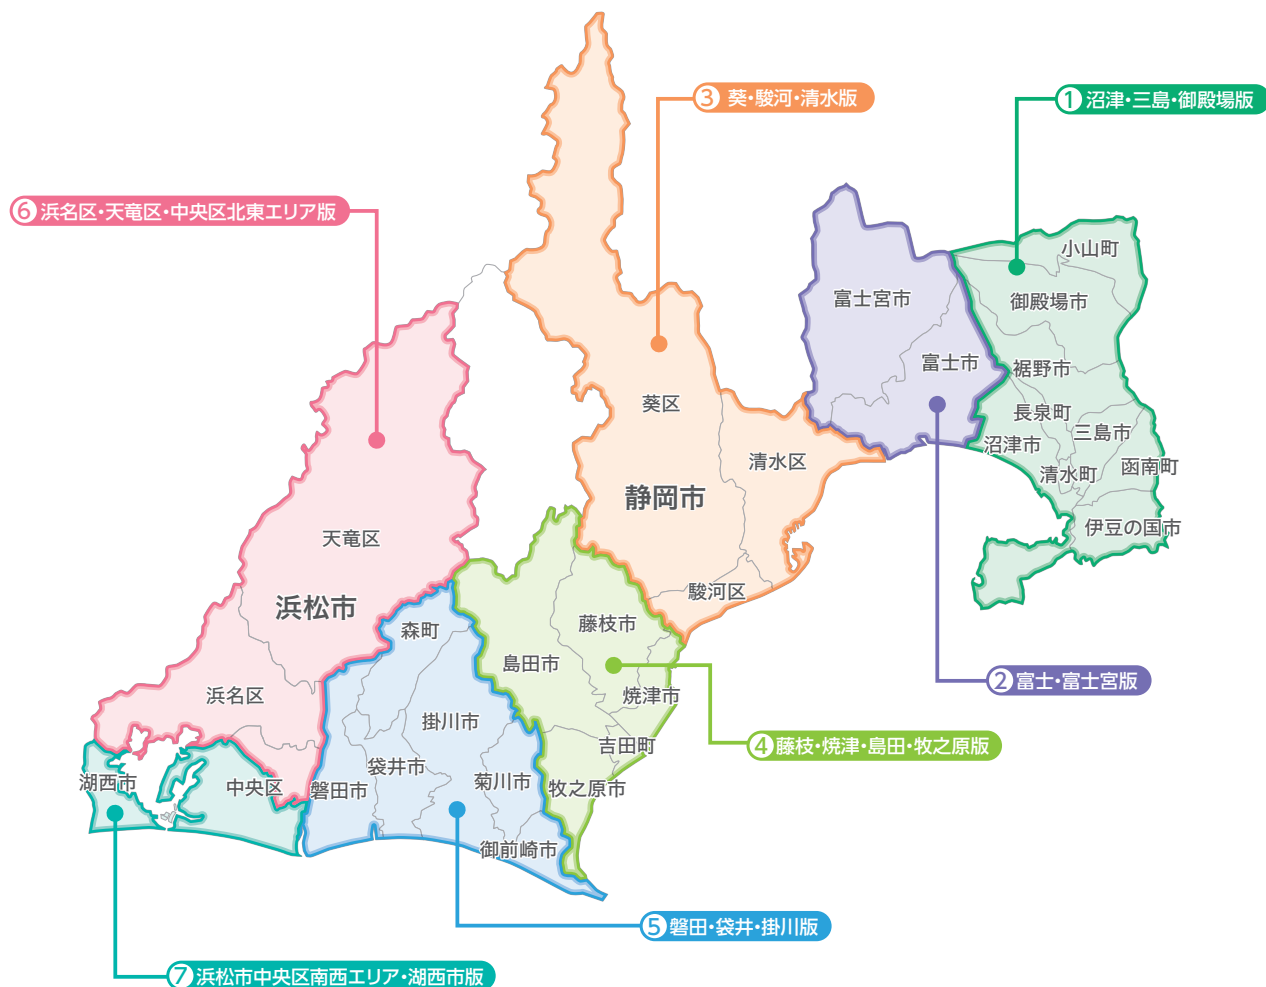 ③ 葵・駿河・清水版
① 沼津・三島・御殿場版
⑥ 浜名区・天竜区・中央区北東エリア版
小山町
富士宮市
御殿場市
富士市
裾野市
葵区
長泉町
三島市
沼津市
清水区
函南町
清水町
静岡市
伊豆の国市
天竜区
駿河区
浜松市
藤枝市
森町
島田市
② 富士・富士宮版
浜名区
焼津市
掛川市
吉田町
④ 藤枝・焼津・島田・牧之原版
袋井市
湖西市
菊川市
中央区
磐田市
牧之原市
御前崎市
⑤ 磐田・袋井・掛川版
⑦ 浜松市中央区南西エリア・湖西市版